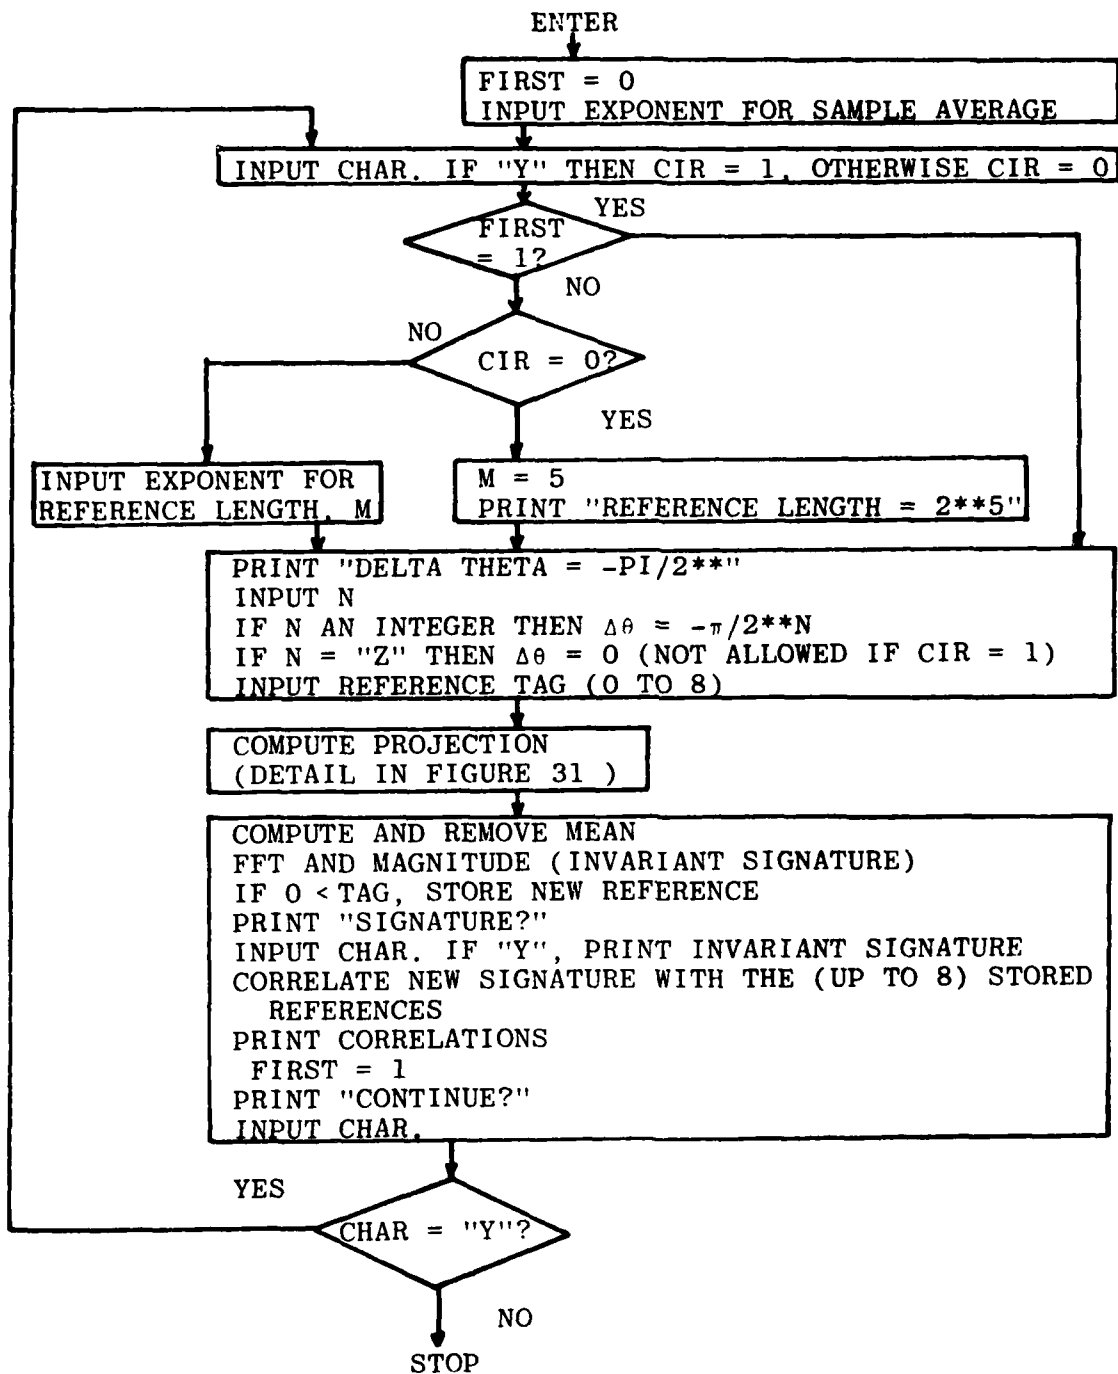 ENTER
FIRST = 0
INPUT EXPONENT FOR SAMPLE AVERAGE
INPUT CHAR. IF "Y" THEN CIR = 1, OTHERWISE CIR = 0
YES
FIRST
= 1?
NO
NO
CIR = 0?
YES
INPUT EXPONENT FOR
REFERENCE LENGTH, M
M = 5
PRINT "REFERENCE LENGTH = 2**5"
PRINT "DELTA THETA = -PI/2**"
INPUT N
IF N AN INTEGER THEN Δθ = -π/2**N
IF N = "Z" THEN Δθ = 0 (NOT ALLOWED IF CIR = 1)
INPUT REFERENCE TAG (0 TO 8)
COMPUTE PROJECTION
(DETAIL IN FIGURE 31 )
COMPUTE AND REMOVE MEAN
FFT AND MAGNITUDE (INVARIANT SIGNATURE)
IF 0 < TAG, STORE NEW REFERENCE
PRINT "SIGNATURE?"
INPUT CHAR. IF "Y", PRINT INVARIANT SIGNATURE
CORRELATE NEW SIGNATURE WITH THE (UP TO 8) STORED
REFERENCES
PRINT CORRELATIONS
FIRST = 1
PRINT "CONTINUE?"
INPUT CHAR.
YES
CHAR = "Y"?
NO
STOP